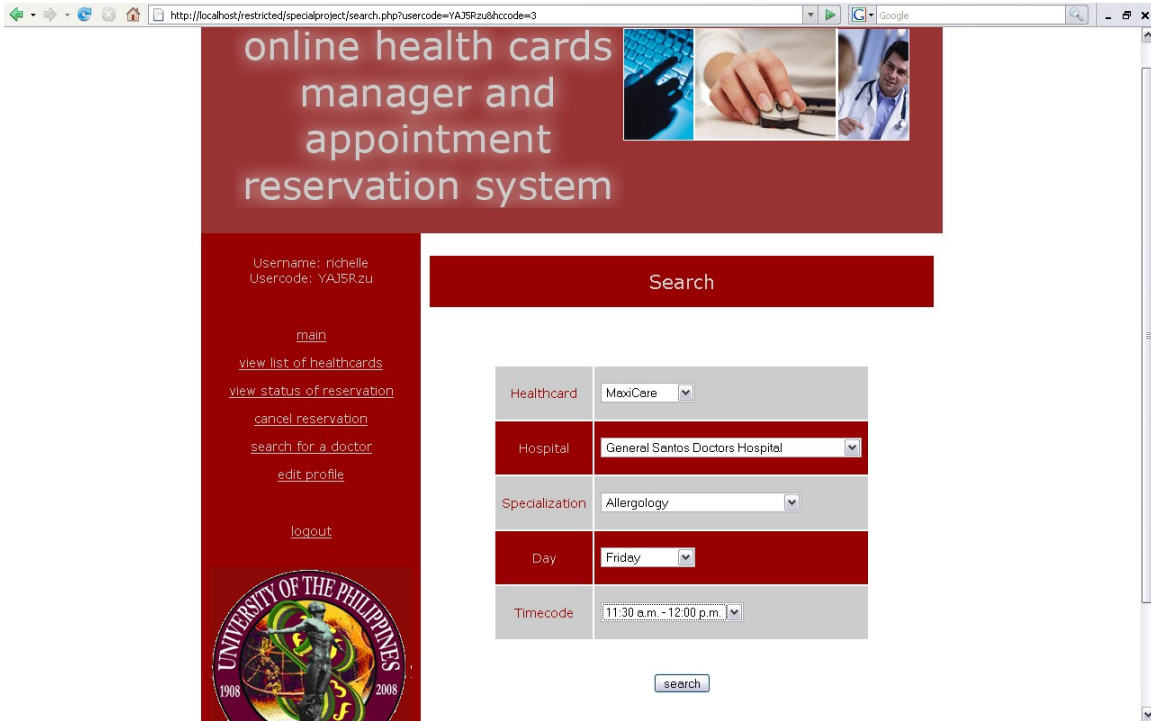 http://localhost/restricted/specialproject/search.php?usercode=YAJ5Rzu&hccode=3
Google
online health cards
manager and
appointment
reservation system
Username: richelle
Usercode: YAJ5Rzu
main
view list of healthcards
view status of reservation
cancel reservation
search for a doctor
edit profile
logout
UNIVERSITY OF THE PHILIPPINES
1908
2008
Search
Healthcard MaxiCare
Hospital General Santos Doctors Hospital
Specialization Allergology
Day Friday
Timecode 11:30 a.m. - 12:00 p.m.
search